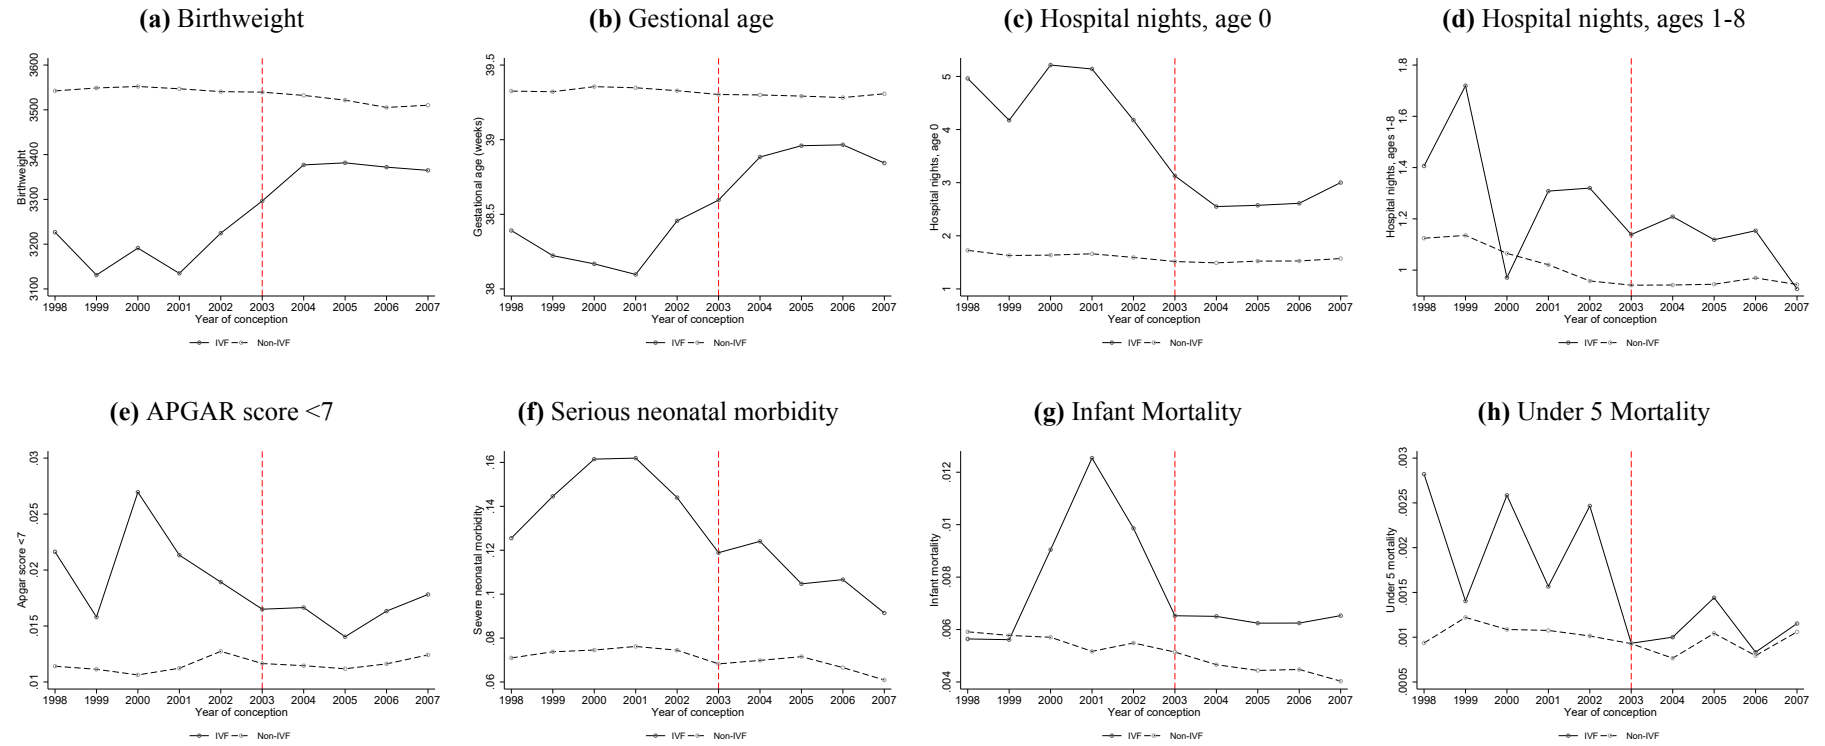 (a) Birthweight
Birthweight
3600
3500
3400
3300
3200
3100
1998 1999 2000 2001 2002 2003 2004 2005 2006 2007
Year of conception
IVF Non-IVF
(b) Gestional age
Gestational age (weeks)
39.5
39
38.5
38
1998 1999 2000 2001 2002 2003 2004 2005 2006 2007
Year of conception
IVF Non-IVF
(c) Hospital nights, age 0
Hospital nights, age 0
5
4
3
2
1
1998 1999 2000 2001 2002 2003 2004 2005 2006 2007
Year of conception
IVF Non-IVF
(d) Hospital nights, ages 1-8
Hospital nights, ages 1-8
1.8
1.6
1.4
1.2
1
1998 1999 2000 2001 2002 2003 2004 2005 2006 2007
Year of conception
IVF Non-IVF
(e) APGAR score <7
Apgar score <7
.03
.025
.02
.015
.01
1998 1999 2000 2001 2002 2003 2004 2005 2006 2007
Year of conception
IVF Non-IVF
(f) Serious neonatal morbidity
Severe neonatal morbidity
.16
.14
.12
.1
.08
.06
1998 1999 2000 2001 2002 2003 2004 2005 2006 2007
Year of conception
IVF Non-IVF
(g) Infant Mortality
Infant mortality
.012
.01
.008
.006
.004
1998 1999 2000 2001 2002 2003 2004 2005 2006 2007
Year of conception
IVF Non-IVF
(h) Under 5 Mortality
Under 5 mortality
.003
.0025
.002
.0015
.001
.0005
1998 1999 2000 2001 2002 2003 2004 2005 2006 2007
Year of conception
IVF Non-IVF